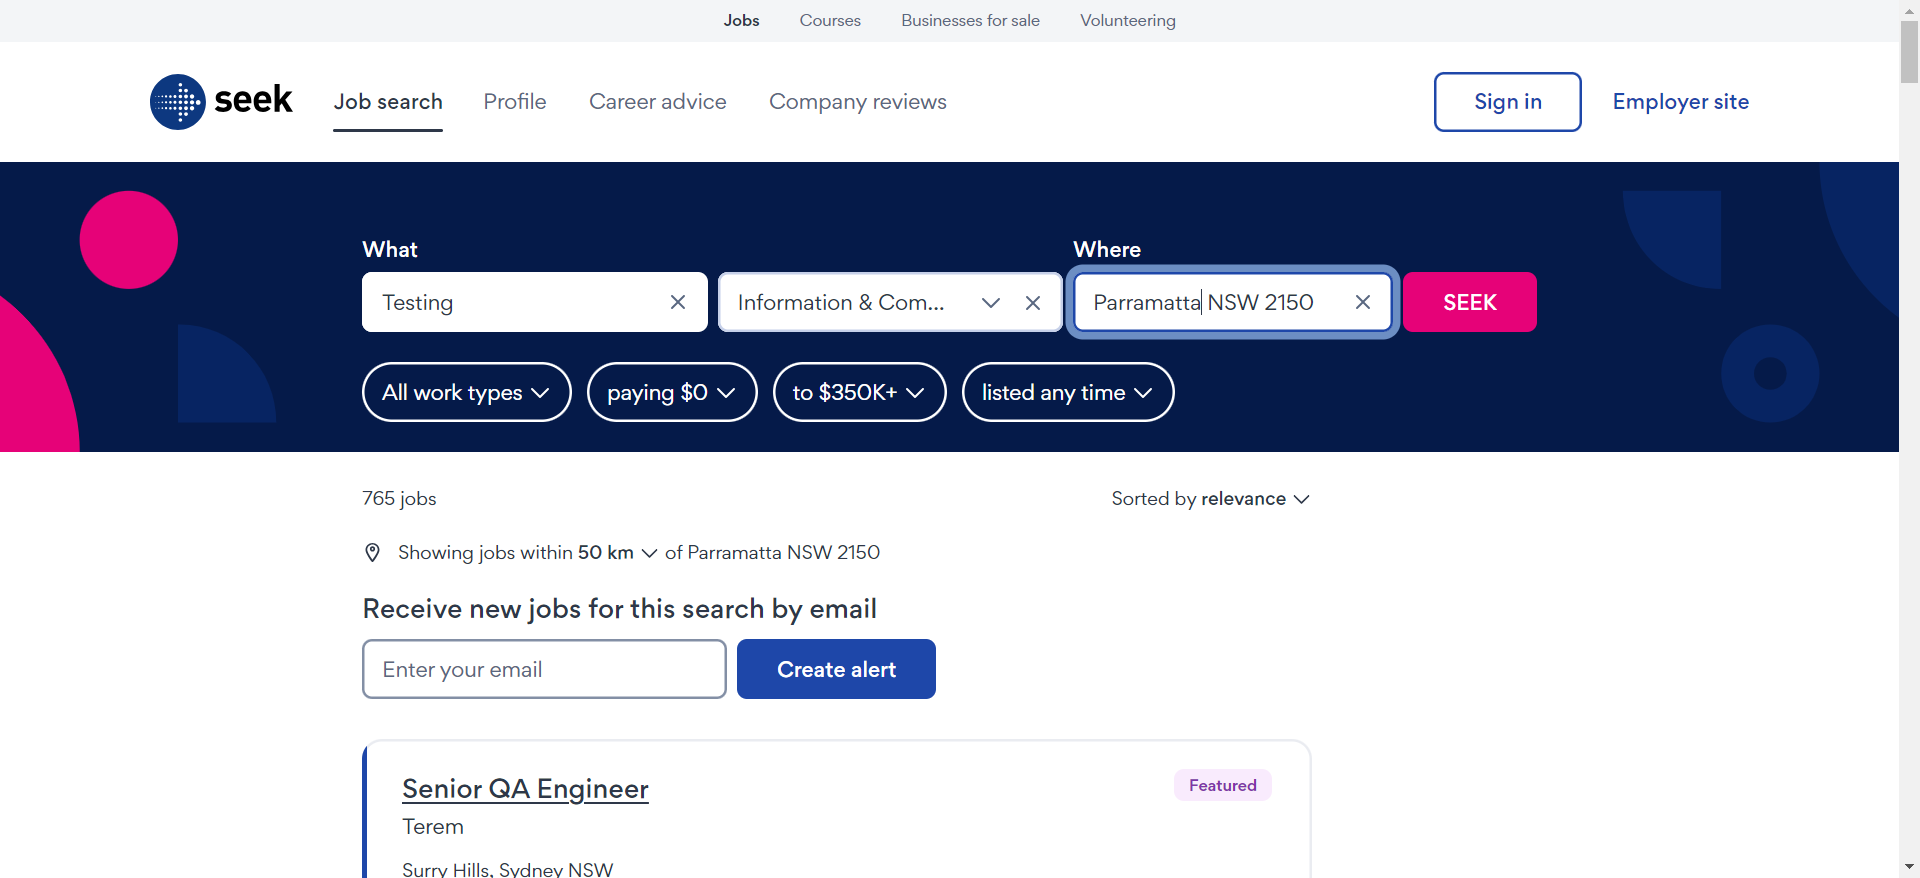 Jobs Courses Businesses for sale Volunteering
seek Job search Profile Career advice Company reviews Sign in Employer site
What Where
Testing Information & Com... Parramatta NSW 2150 SEEK
All work types paying $0 to $350K+ listed any time
765 jobs Sorted by relevance
Showing jobs within 50 km of Parramatta NSW 2150
Receive new jobs for this search by email
Enter your email Create alert
Senior QA Engineer Featured
Terem
Surry Hills, Sydney NSW